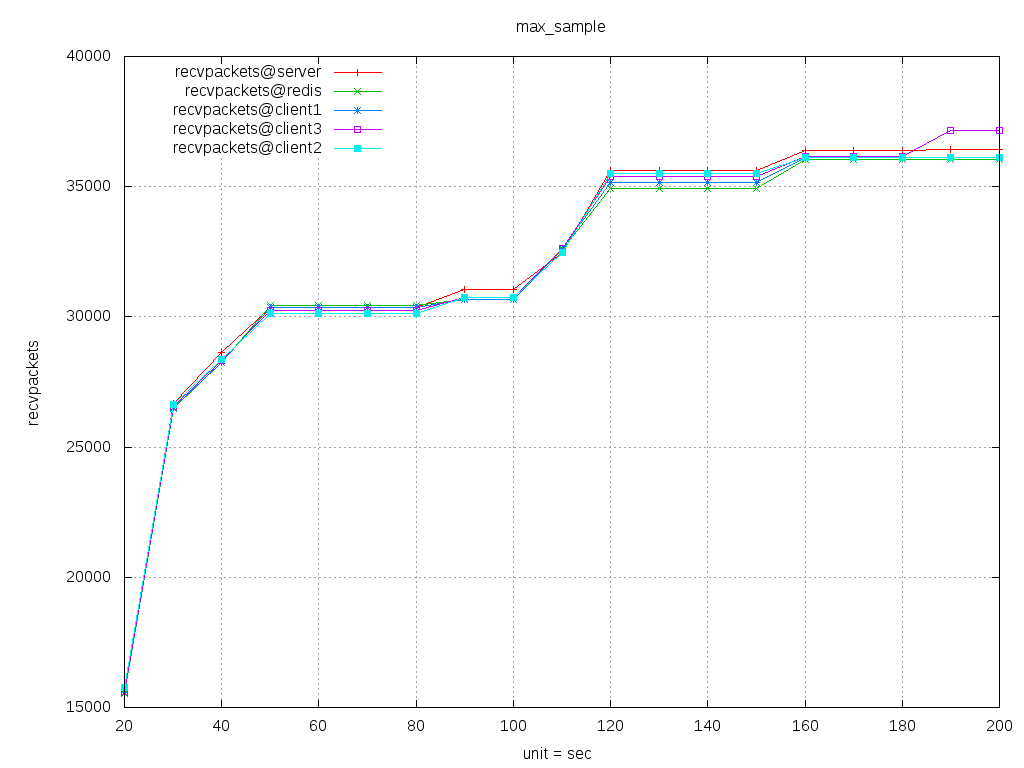 max_sample
recvpackets@server
recvpackets@redis
recvpackets@client1
recvpackets@client3
recvpackets@client2
40000
35000
30000
25000
20000
15000
recvpackets
20 40 60 80 100 120 140 160 180 200
unit = sec